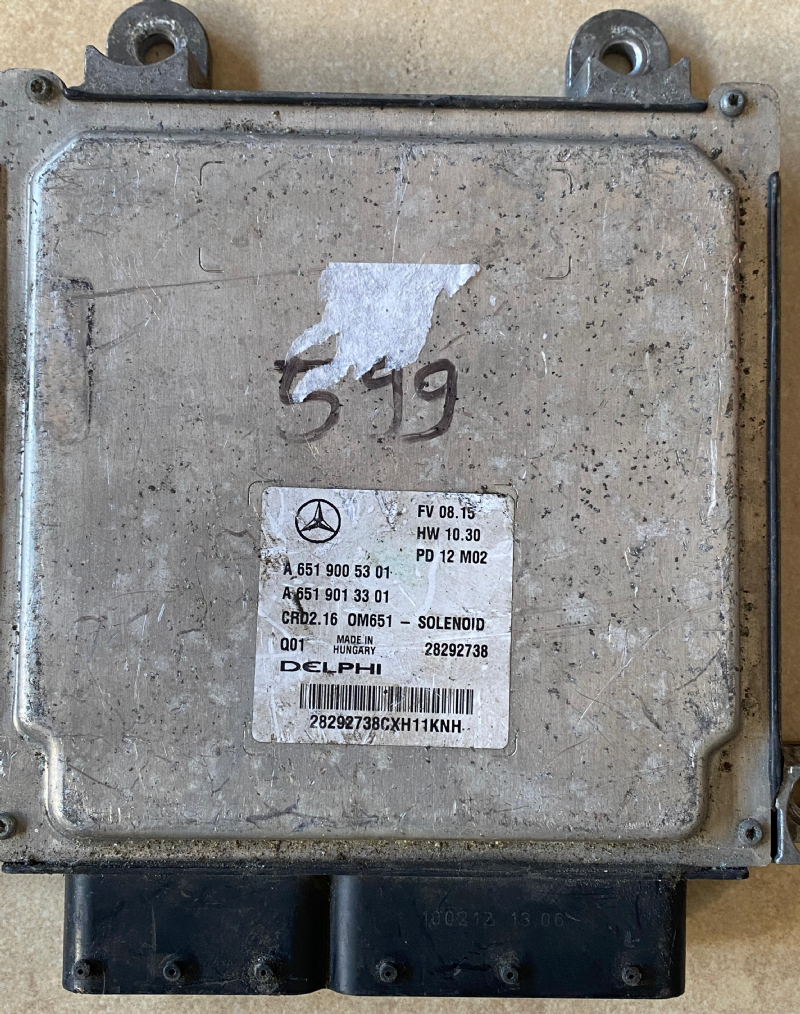 599
FV 08.15
HW 10.30
PD 12 M02
A 651 900 53 01
A 651 901 33 01
CRD2.16 OM651 - SOLENOID
Q01 MADE IN HUNGARY 28292738
DELPHI
28292738CXH11KNH
100212 13.06